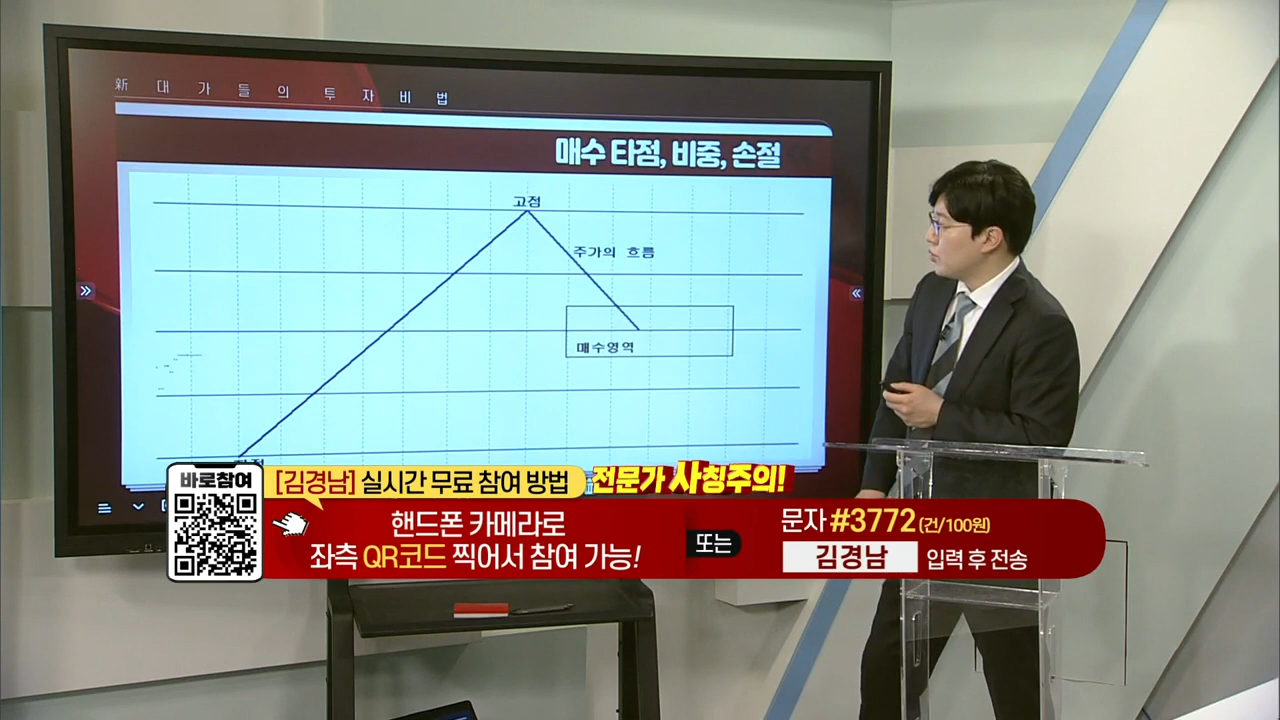 新 대가들의 투자비법
매수 타점, 비중, 손절
고점
주가의 흐름
매수영역
바로참여
[김경남] 실시간 무료 참여 방법
전문가 사칭주의!
핸드폰 카메라로
좌측 QR코드 찍어서 참여 가능!
또는
문자 #3772 (건/100원)
김경남 입력 후 전송